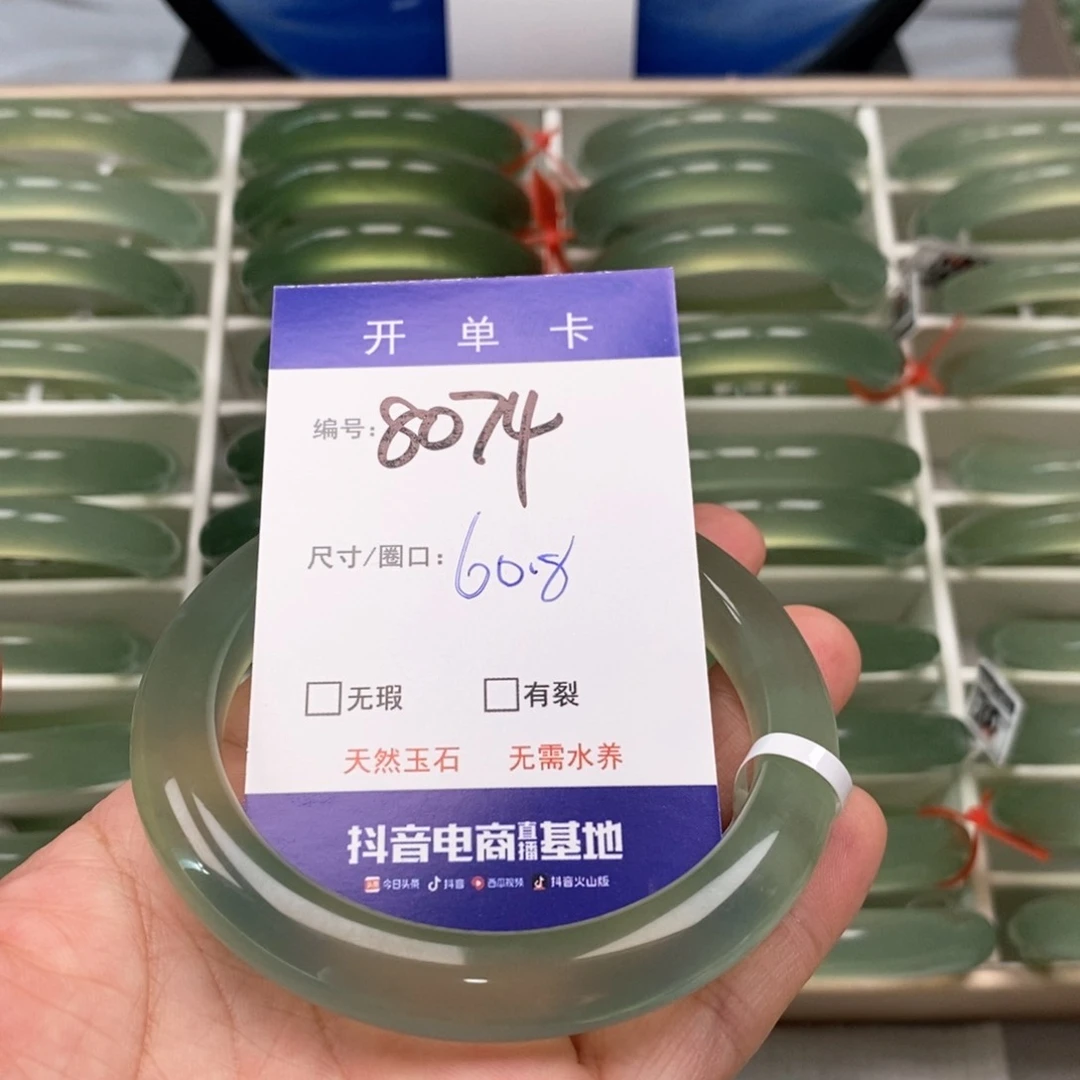 开单卡
编号:8074
尺寸/圈口:60.8
□无瑕 □有裂
天然玉石 无需水养
抖音电商直播基地
今日头条 抖音 西瓜视频 抖音火山版